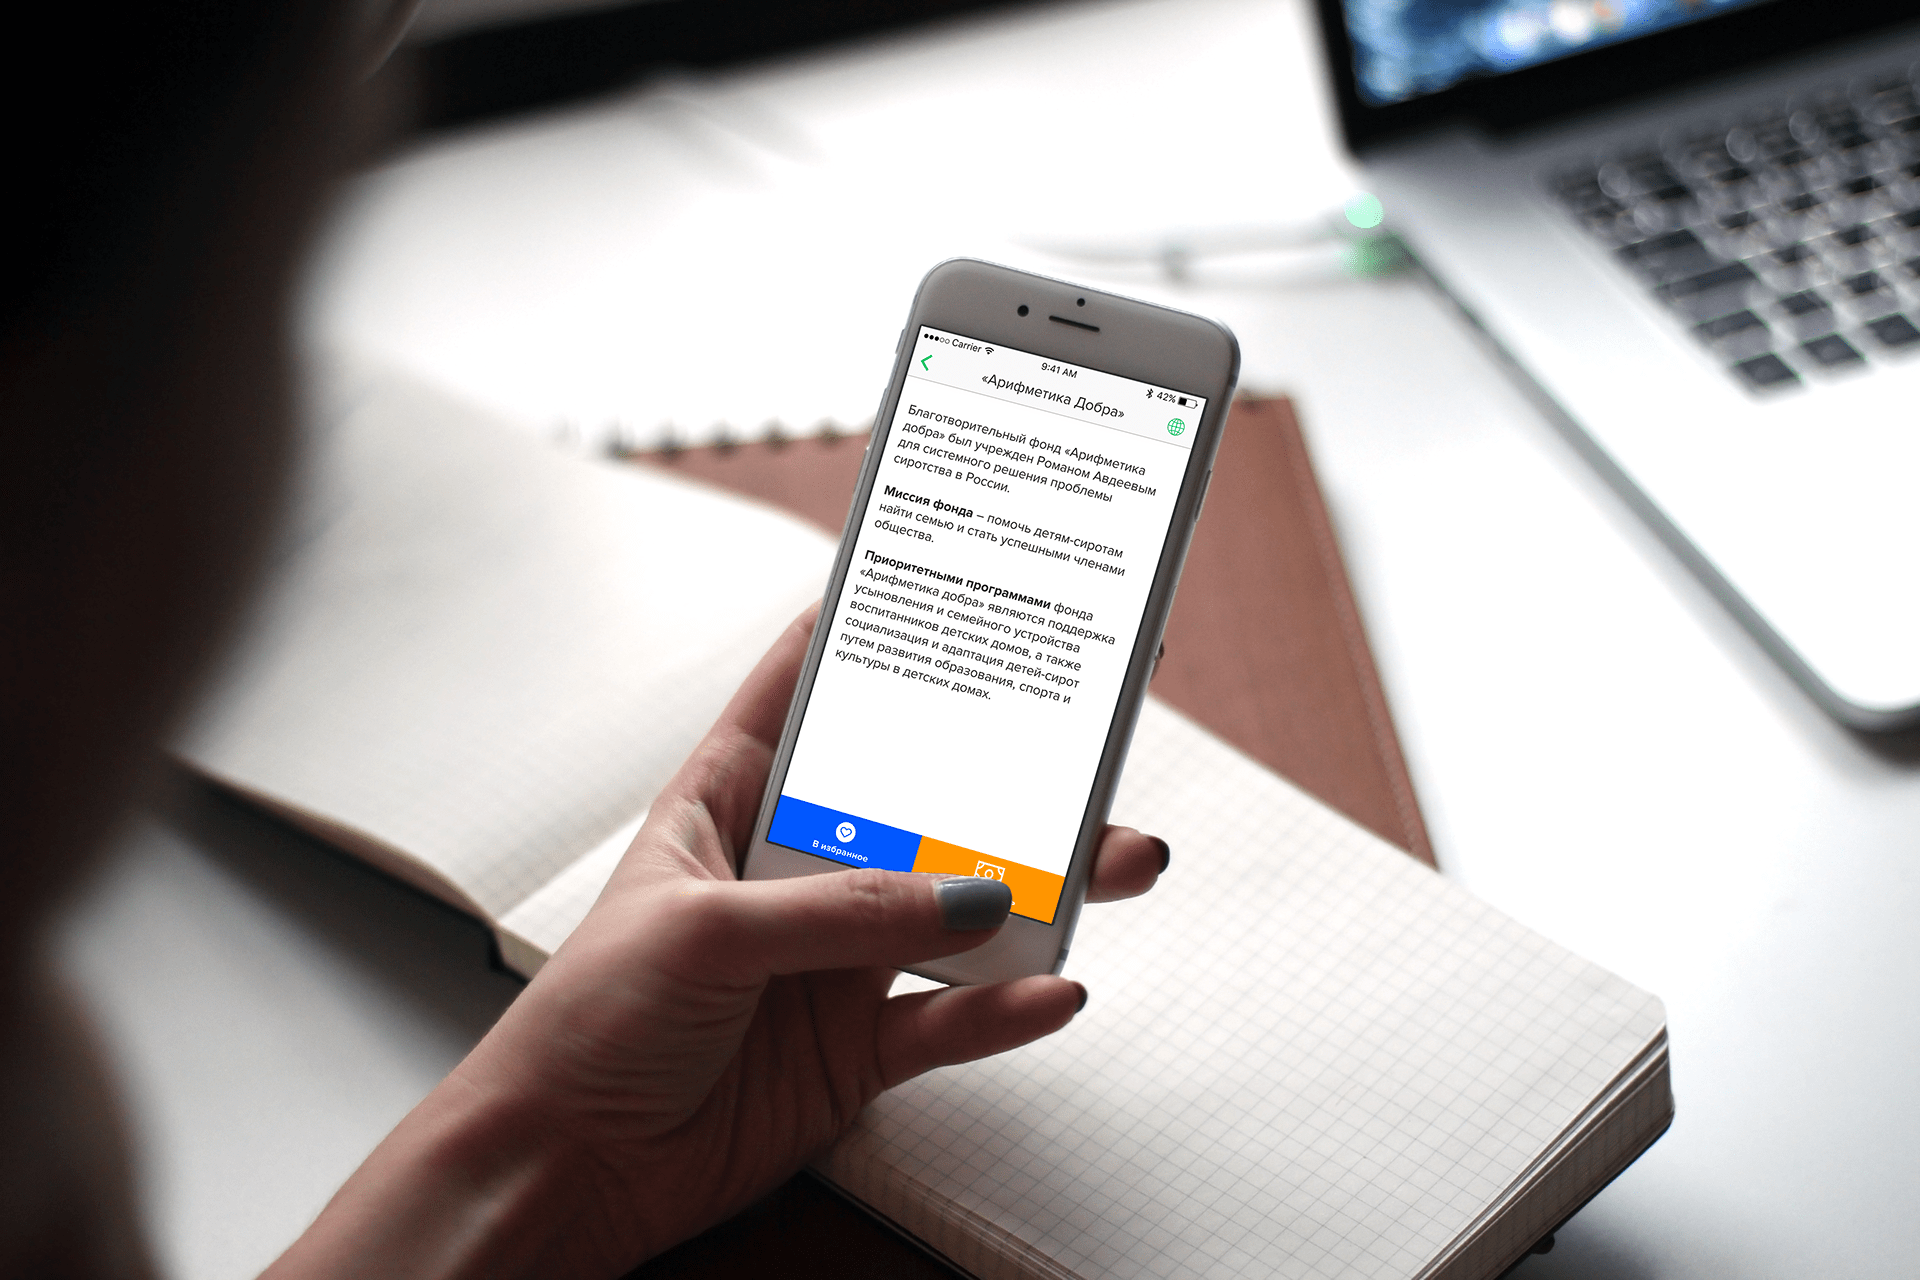 Carrier
9:41 AM
42%
«Арифметика Добра»
Благотворительный фонд «Арифметика
добра» был учрежден Романом Авдеевым
для системного решения проблемы
сиротства в России.
Миссия фонда – помочь детям-сиротам
найти семью и стать успешными членами
общества.
Приоритетными программами фонда
«Арифметика добра» являются поддержка
усыновления и семейного устройства
воспитанников детских домов, а также
социализация и адаптация детей-сирот
путем развития образования, спорта и
культуры в детских домах.
В избранное